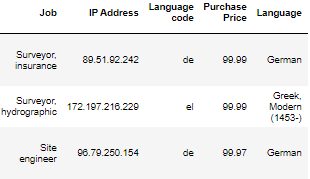 Job IP Address Language code Purchase Price Language
Surveyor, insurance 89.51.92.242 de 99.99 German
Surveyor, hydrographic 172.197.216.229 el 99.99 Greek, Modern (1453-)
Site engineer 96.79.250.154 de 99.97 German